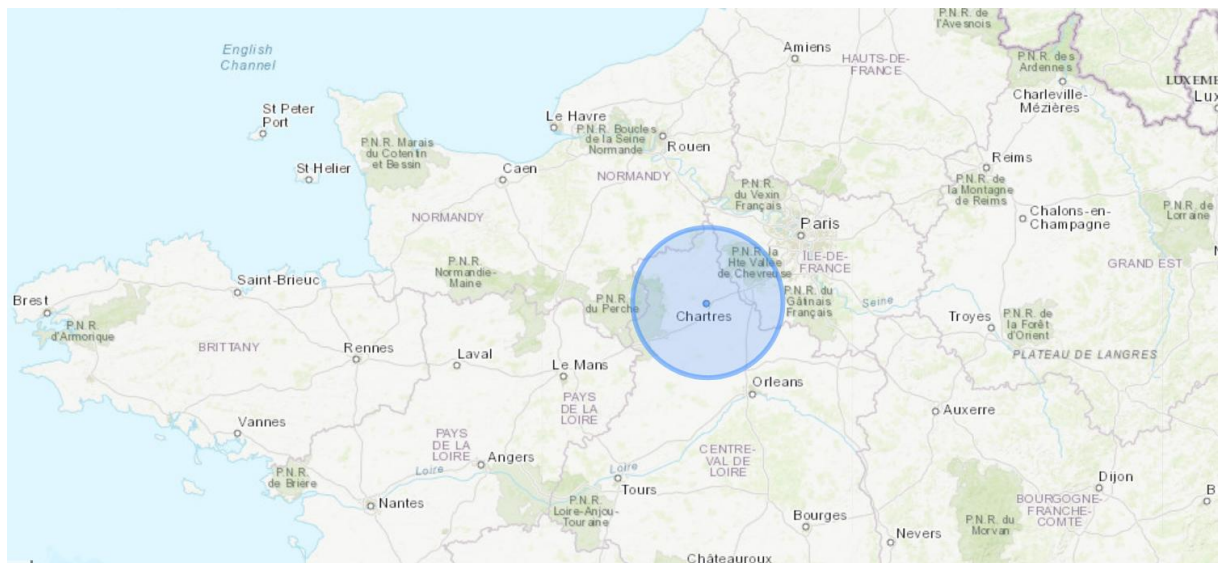 P.N.R. de
l'Avesnois
English
Channel
Amiens
HAUTS-DE-
FRANCE
P.N.R. des
Ardennes
LUXEME
Lux
Charleville-
Mézières
St Peter
Port
Le Havre
P.N.R. Boucles
de la Seine
Normande
Rouen
P.N.R. Marais
du Cotentin
et Bessin
St Helier
Caen
NORMANDY
Reims
P.N.R. de
la Montagne
de Reims
P.N.R.
du Vexin
Français
NORMANDY
Paris
Chalons-en-
Champagne
P.N.R. de
Lorraine
P.N.R.
Normandie-
Maine
P.N.R. la
Hte Vallée
de Chevreuse
ÎLE-DE-
FRANCE
GRAND EST
Saint-Brieuc
Brest
P.N.R.
d'Armorique
P.N.R.
du Perche
Chartres
P.N.R. du
Gâtinais
Français
Seine
Troyes
P.N.R. de
la Forêt
d'Orient
BRITTANY
Rennes
Laval
Le Mans
PLATEAU DE LANGRES
Orleans
PAYS
DE LA
LOIRE
Auxerre
Vannes
PAYS
DE LA
LOIRE
Angers
CENTRE-
VAL DE
LOIRE
Loire
Loire
P.N.R.
de Brière
Nantes
Tours
P.N.R.
Loire-Anjou-
Touraine
Dijon
B
BOURGOGNE-
FRANCHE-
COMTÉ
Bourges
P.N.R. du
Morvan
Nevers
Châteauroux